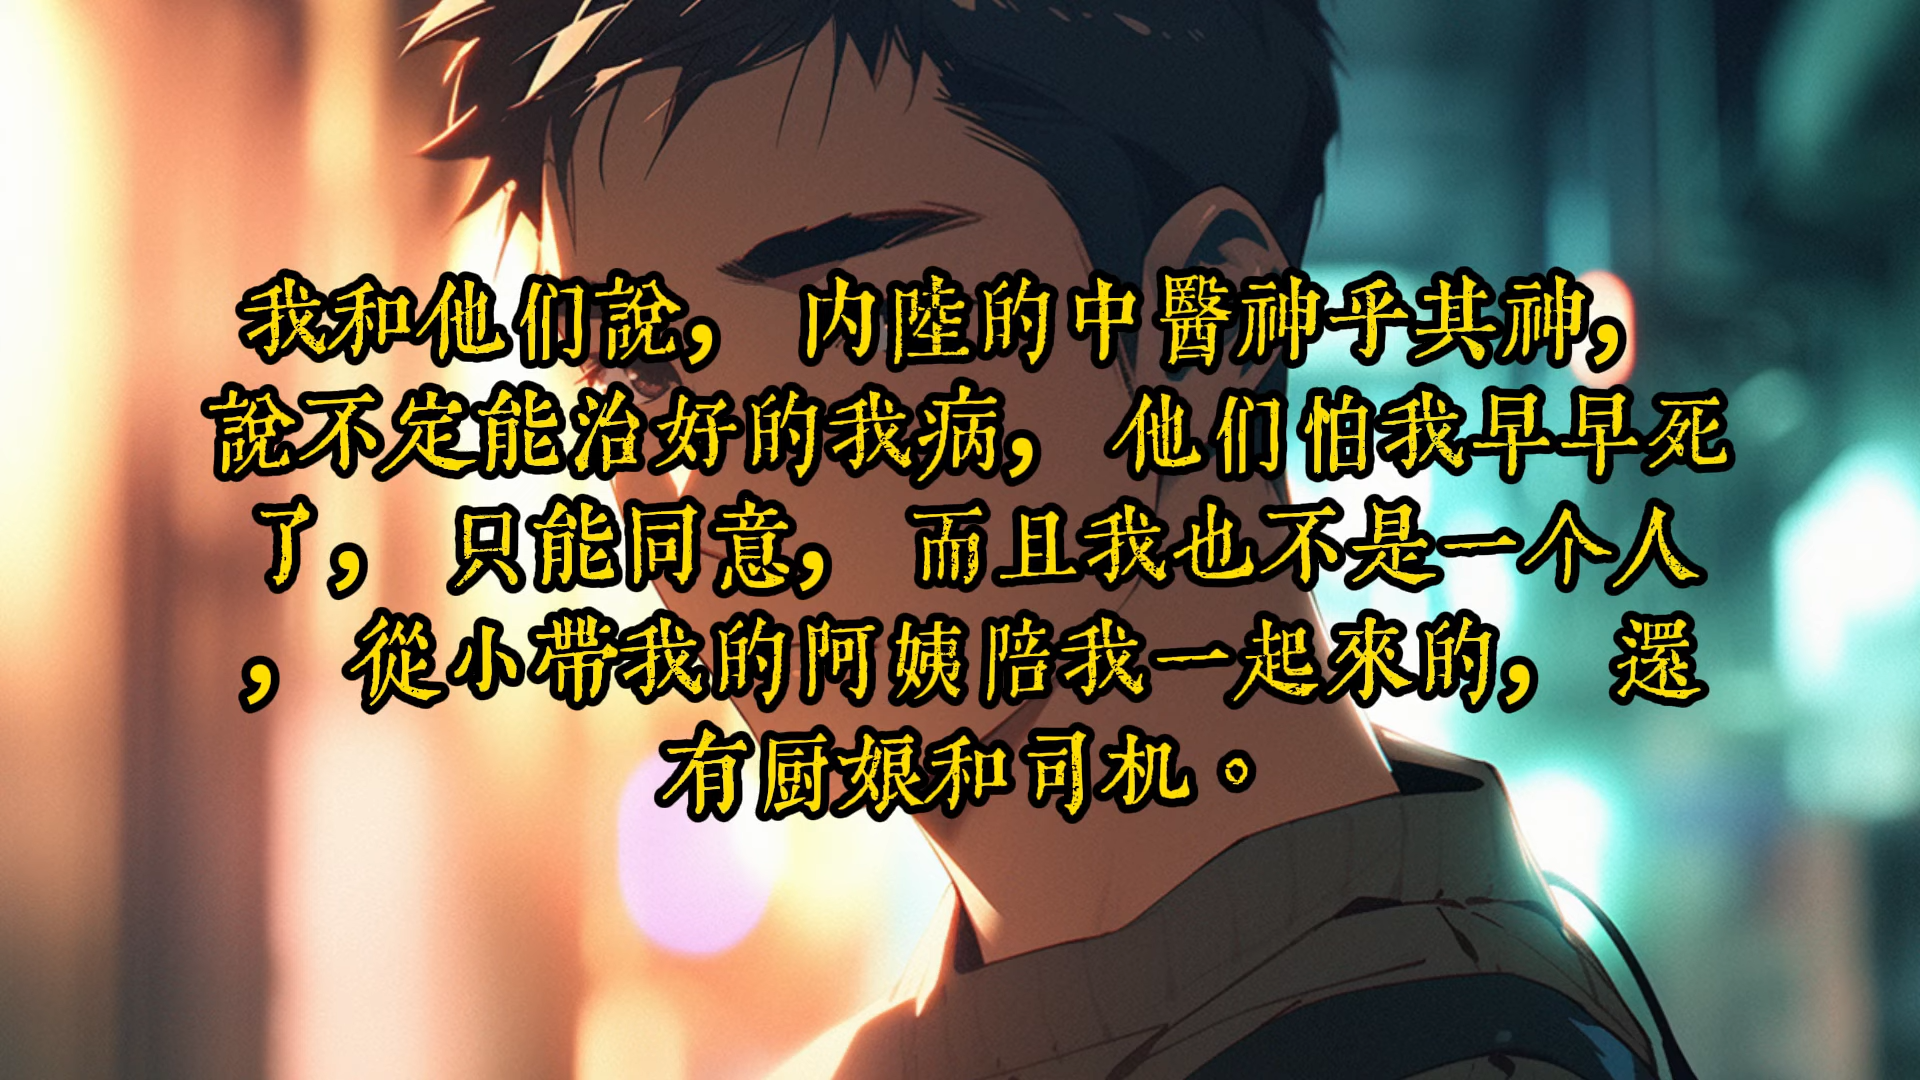 我和他们說， 内陸的中醫神乎其神，
說不定能治好的我病， 他们怕我早早死
了， 只能同意， 而且我也不是一个人
， 從小帶我的阿姨陪我一起來的， 還
有厨娘和司机。